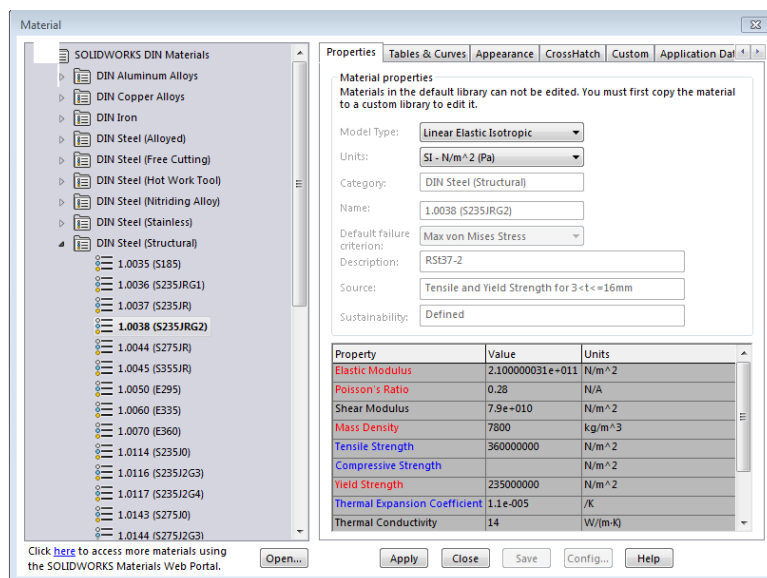 Material
SOLIDWORKS DIN Materials
DIN Aluminum Alloys
DIN Copper Alloys
DIN Iron
DIN Steel (Alloyed)
DIN Steel (Free Cutting)
DIN Steel (Hot Work Tool)
DIN Steel (Nitriding Alloy)
DIN Steel (Stainless)
DIN Steel (Structural)
1.0035 (S185)
1.0036 (S235JRG1)
1.0037 (S235JR)
1.0038 (S235JRG2)
1.0044 (S275JR)
1.0045 (S355JR)
1.0050 (E295)
1.0060 (E335)
1.0070 (E360)
1.0114 (S235J0)
1.0116 (S235J2G3)
1.0117 (S235J2G4)
1.0143 (S275J0)
1.0144 (S275J2G3)
Click here to access more materials using
the SOLIDWORKS Materials Web Portal.
Open...
Properties Tables & Curves Appearance CrossHatch Custom Application Dat
Material properties
Materials in the default library can not be edited. You must first copy the material
to a custom library to edit it.
Model Type: Linear Elastic Isotropic
Units: SI - N/m^2 (Pa)
Category: DIN Steel (Structural)
Name: 1.0038 (S235JRG2)
Default failure
criterion: Max von Mises Stress
Description: RSt37-2
Source: Tensile and Yield Strength for 3<t<=16mm
Sustainability: Defined
Property Value Units
Elastic Modulus 2.100000031e+011 N/m^2
Poisson's Ratio 0.28 N/A
Shear Modulus 7.9e+010 N/m^2
Mass Density 7800 kg/m^3
Tensile Strength 360000000 N/m^2
Compressive Strength N/m^2
Yield Strength 235000000 N/m^2
Thermal Expansion Coefficient 1.1e-005 /K
Thermal Conductivity 14 W/(m·K)
Apply Close Save Config... Help